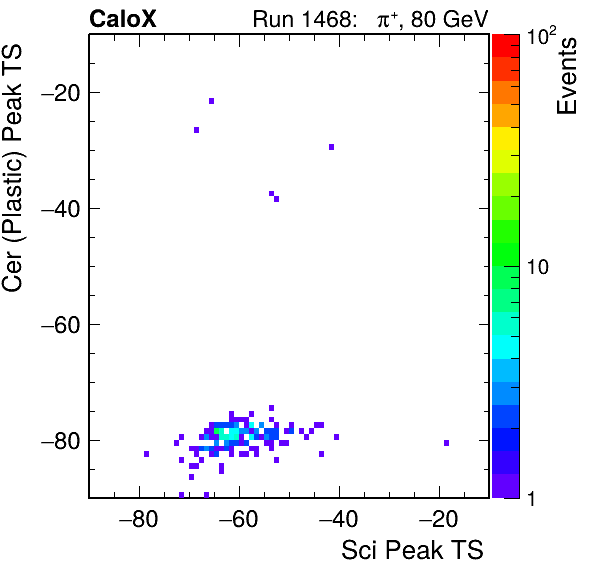 CaloX Run 1468: π⁺, 80 GeV
Cer (Plastic) Peak TS
−20
−40
−60
−80
−80 −60 −40 −20
Sci Peak TS
10²
10
1
Events